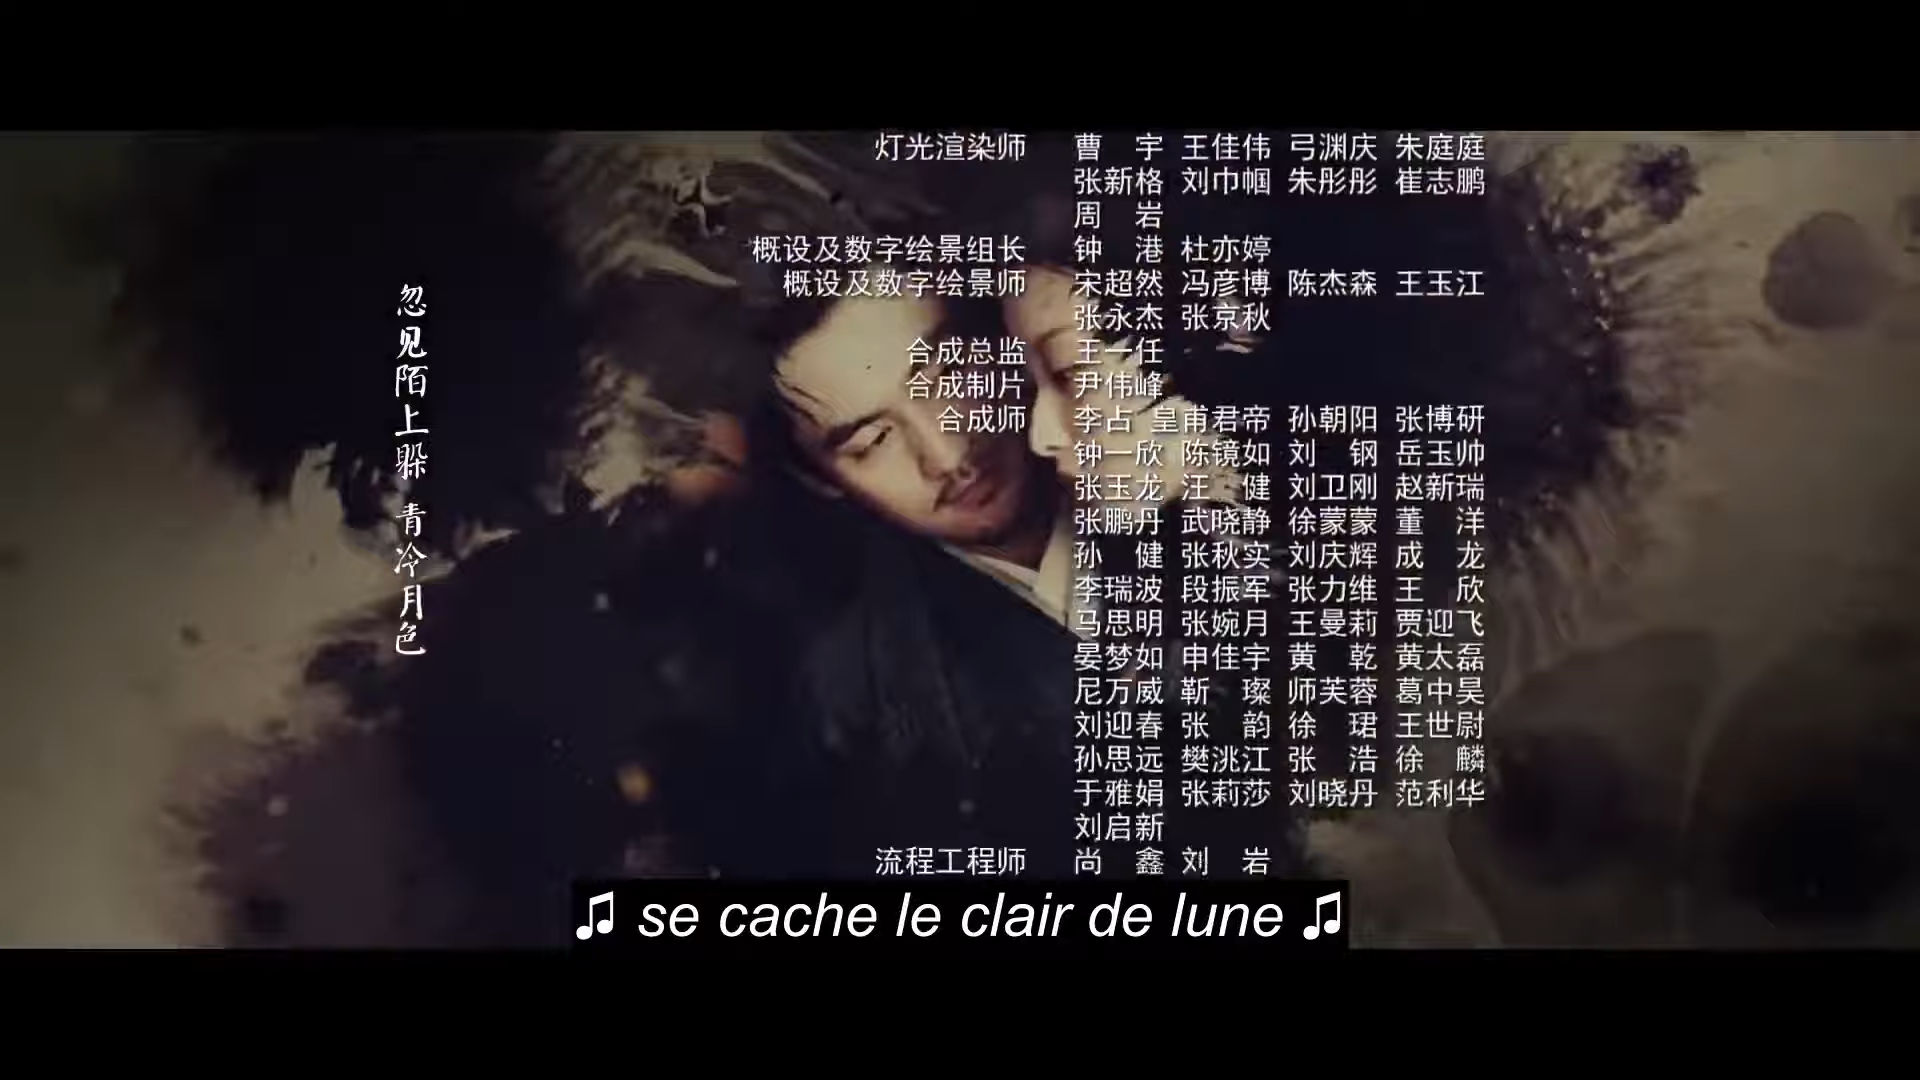 灯光渲染师 曹 宇 王佳伟 弓渊庆 朱庭庭
张新格 刘巾帼 朱彤彤 崔志鹏
周 岩
概设及数字绘景组长 钟 港 杜亦婷
概设及数字绘景师 宋超然 冯彦博 陈杰森 王玉江
张永杰 张京秋
合成总监 王一任
合成制片 尹伟峰
合成师 李占 皇甫君帝 孙朝阳 张博研
钟一欣 陈镜如 刘 钢 岳玉帅
张玉龙 汪 健 刘卫刚 赵新瑞
张鹏丹 武晓静 徐蒙蒙 董 洋
孙 健 张秋实 刘庆辉 成 龙
李瑞波 段振军 张力维 王 欣
马思明 张婉月 王曼莉 贾迎飞
晏梦如 申佳宇 黄 乾 黄太磊
尼万威 靳 璨 师芙蓉 葛中昊
刘迎春 张 韵 徐 珺 王世尉
孙思远 樊洮江 张 浩 徐 麟
于雅娟 张莉莎 刘晓丹 范利华
刘启新
流程工程师 尚 鑫 刘 岩
忽见陌上躲 青冷月色
♫ se cache le clair de lune ♫